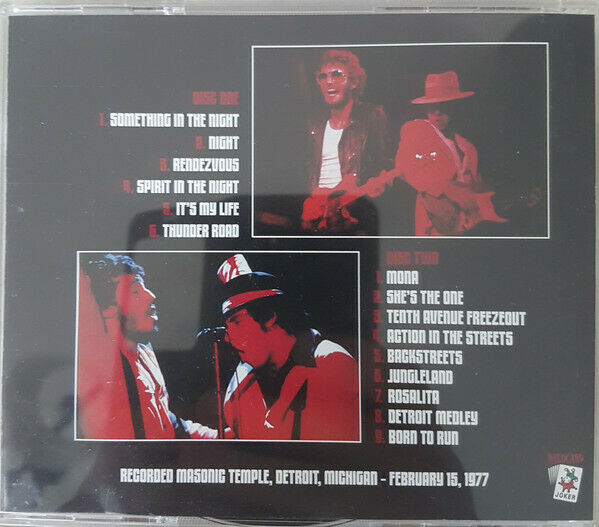 DISC ONE
1. SOMETHING IN THE NIGHT
2. NIGHT
3. RENDEZVOUS
4. SPIRIT IN THE NIGHT
5. IT'S MY LIFE
6. THUNDER ROAD
DISC TWO
1. MONA
2. SHE'S THE ONE
3. TENTH AVENUE FREEZEOUT
4. ACTION IN THE STREETS
5. BACKSTREETS
6. JUNGLELAND
7. ROSALITA
8. DETROIT MEDLEY
9. BORN TO RUN
RECORDED MASONIC TEMPLE, DETROIT, MICHIGAN - FEBRUARY 15, 1977
WILDCARD
JOKER